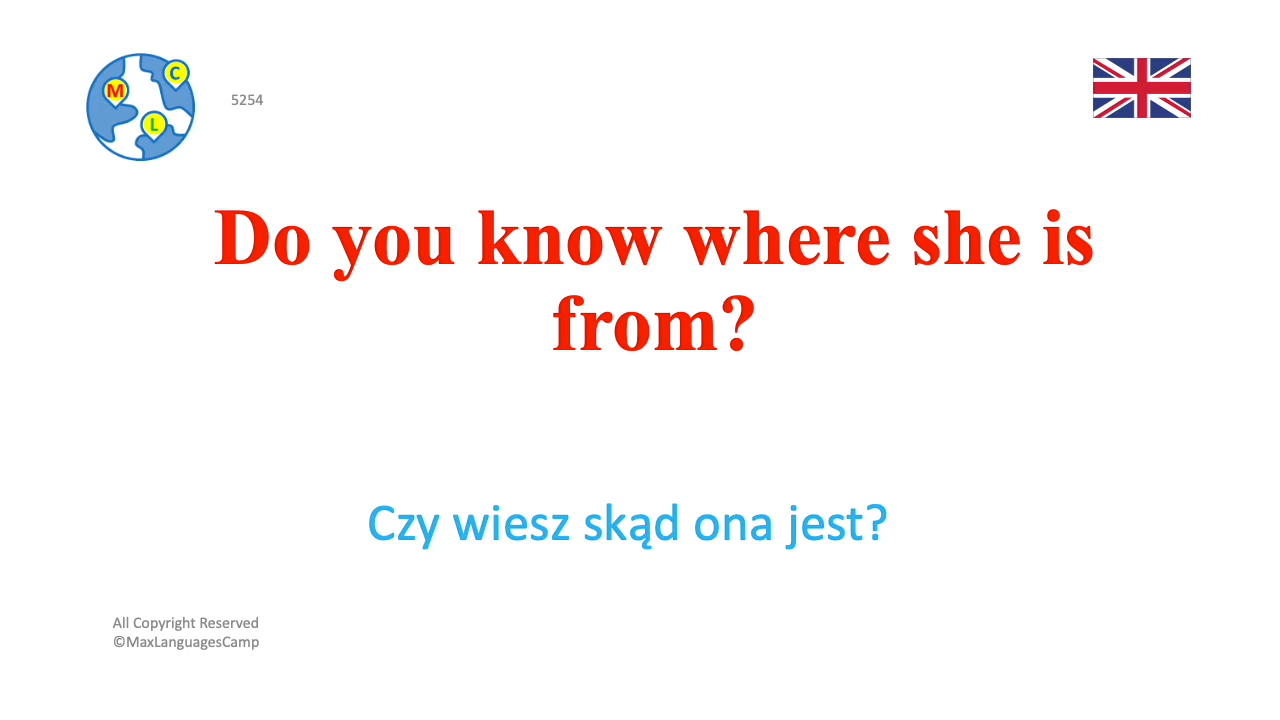 M
C
L
5254
Do you know where she is
from?
Czy wiesz skąd ona jest?
All Copyright Reserved
©MaxLanguagesCamp